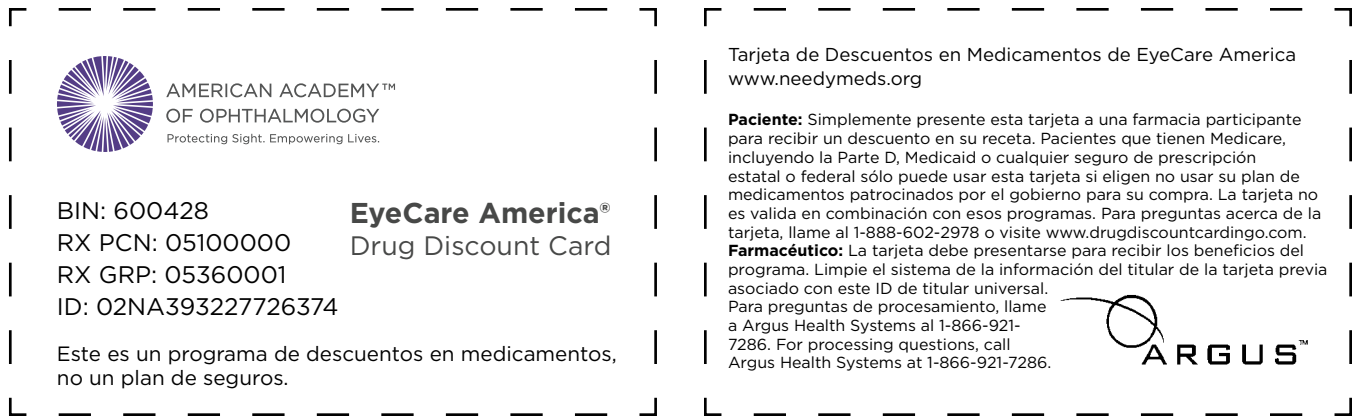 AMERICAN ACADEMY™
OF OPHTHALMOLOGY
Protecting Sight. Empowering Lives.
BIN: 600428
RX PCN: 05100000
RX GRP: 05360001
ID: 02NA393227726374
EyeCare America®
Drug Discount Card
Este es un programa de descuentos en medicamentos,
no un plan de seguros.
Tarjeta de Descuentos en Medicamentos de EyeCare America
www.needymeds.org
Paciente: Simplemente presente esta tarjeta a una farmacia participante
para recibir un descuento en su receta. Pacientes que tienen Medicare,
incluyendo la Parte D, Medicaid o cualquier seguro de prescripción
estatal o federal sólo puede usar esta tarjeta si eligen no usar su plan de
medicamentos patrocinados por el gobierno para su compra. La tarjeta no
es valida en combinación con esos programas. Para preguntas acerca de la
tarjeta, llame al 1-888-602-2978 o visite www.drugdiscountcardingo.com.
Farmacéutico: La tarjeta debe presentarse para recibir los beneficios del
programa. Limpie el sistema de la información del titular de la tarjeta previa
asociado con este ID de titular universal.
Para preguntas de procesamiento, llame
a Argus Health Systems al 1-866-921-
7286. For processing questions, call
Argus Health Systems at 1-866-921-7286.
ARGUS™